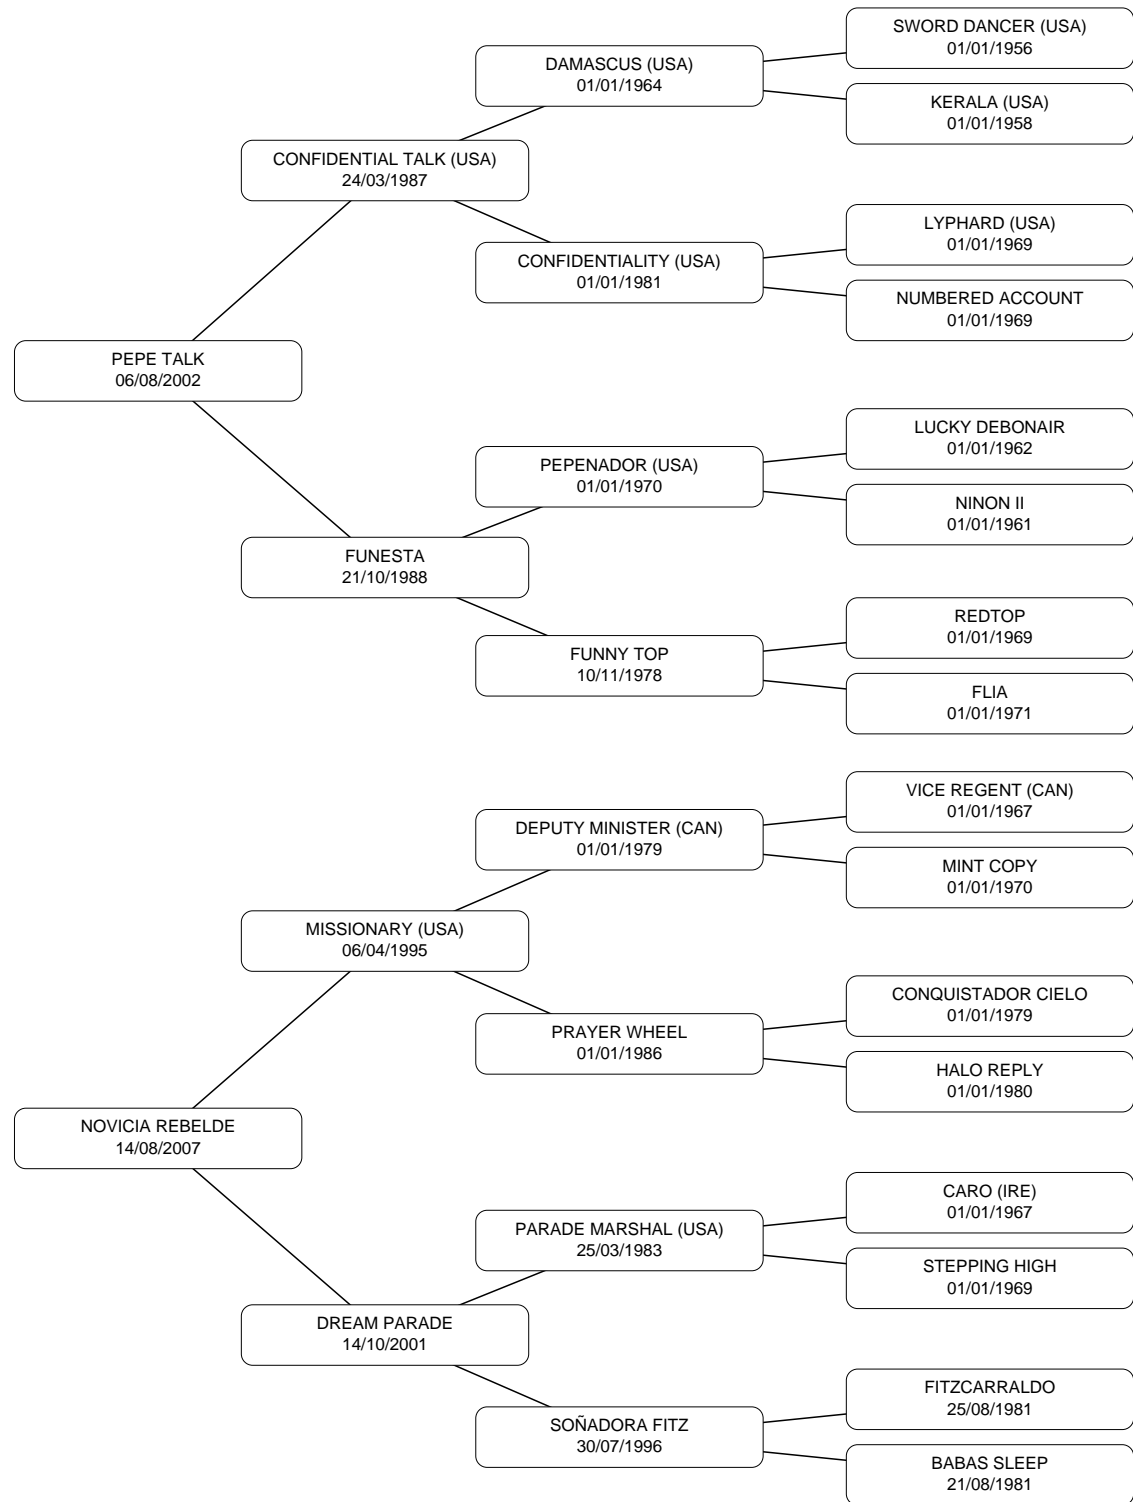 SWORD DANCER (USA)
01/01/1956
DAMASCUS (USA)
01/01/1964
KERALA (USA)
01/01/1958
CONFIDENTIAL TALK (USA)
24/03/1987
LYPHARD (USA)
01/01/1969
CONFIDENTIALITY (USA)
01/01/1981
NUMBERED ACCOUNT
01/01/1969
PEPE TALK
06/08/2002
LUCKY DEBONAIR
01/01/1962
PEPENADOR (USA)
01/01/1970
NINON II
01/01/1961
FUNESTA
21/10/1988
REDTOP
01/01/1969
FUNNY TOP
10/11/1978
FLIA
01/01/1971
VICE REGENT (CAN)
01/01/1967
DEPUTY MINISTER (CAN)
01/01/1979
MINT COPY
01/01/1970
MISSIONARY (USA)
06/04/1995
CONQUISTADOR CIELO
01/01/1979
PRAYER WHEEL
01/01/1986
HALO REPLY
01/01/1980
NOVICIA REBELDE
14/08/2007
CARO (IRE)
01/01/1967
PARADE MARSHAL (USA)
25/03/1983
STEPPING HIGH
01/01/1969
DREAM PARADE
14/10/2001
FITZCARRALDO
25/08/1981
SOÑADORA FITZ
30/07/1996
BABAS SLEEP
21/08/1981